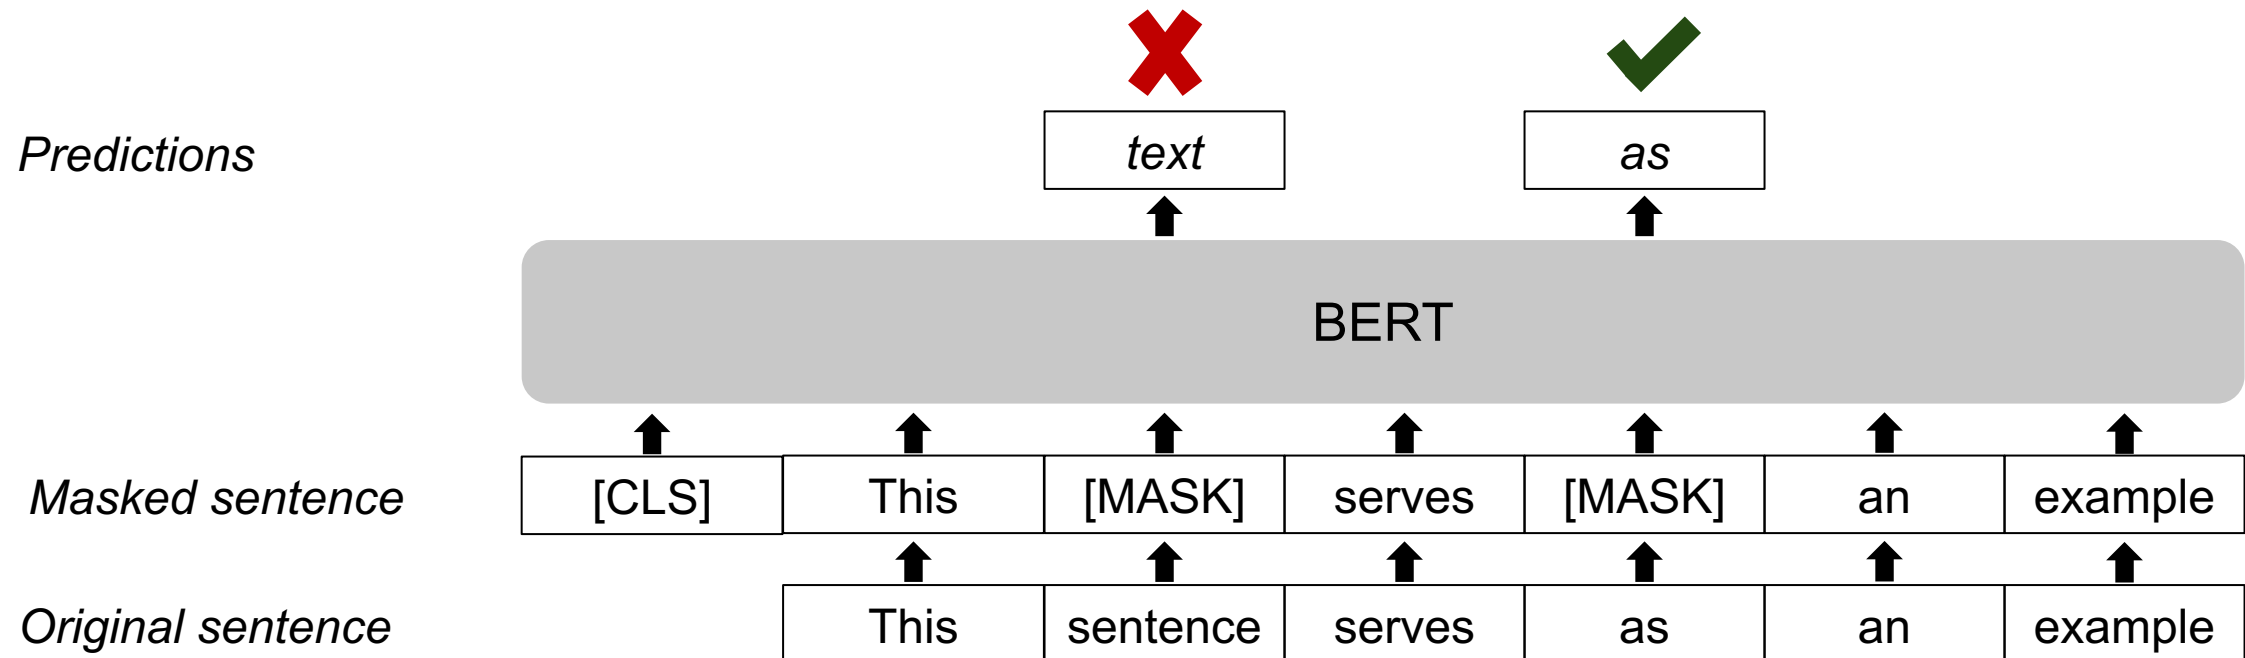 Predictions text as
BERT
Masked sentence [CLS] This [MASK] serves [MASK] an example
Original sentence This sentence serves as an example